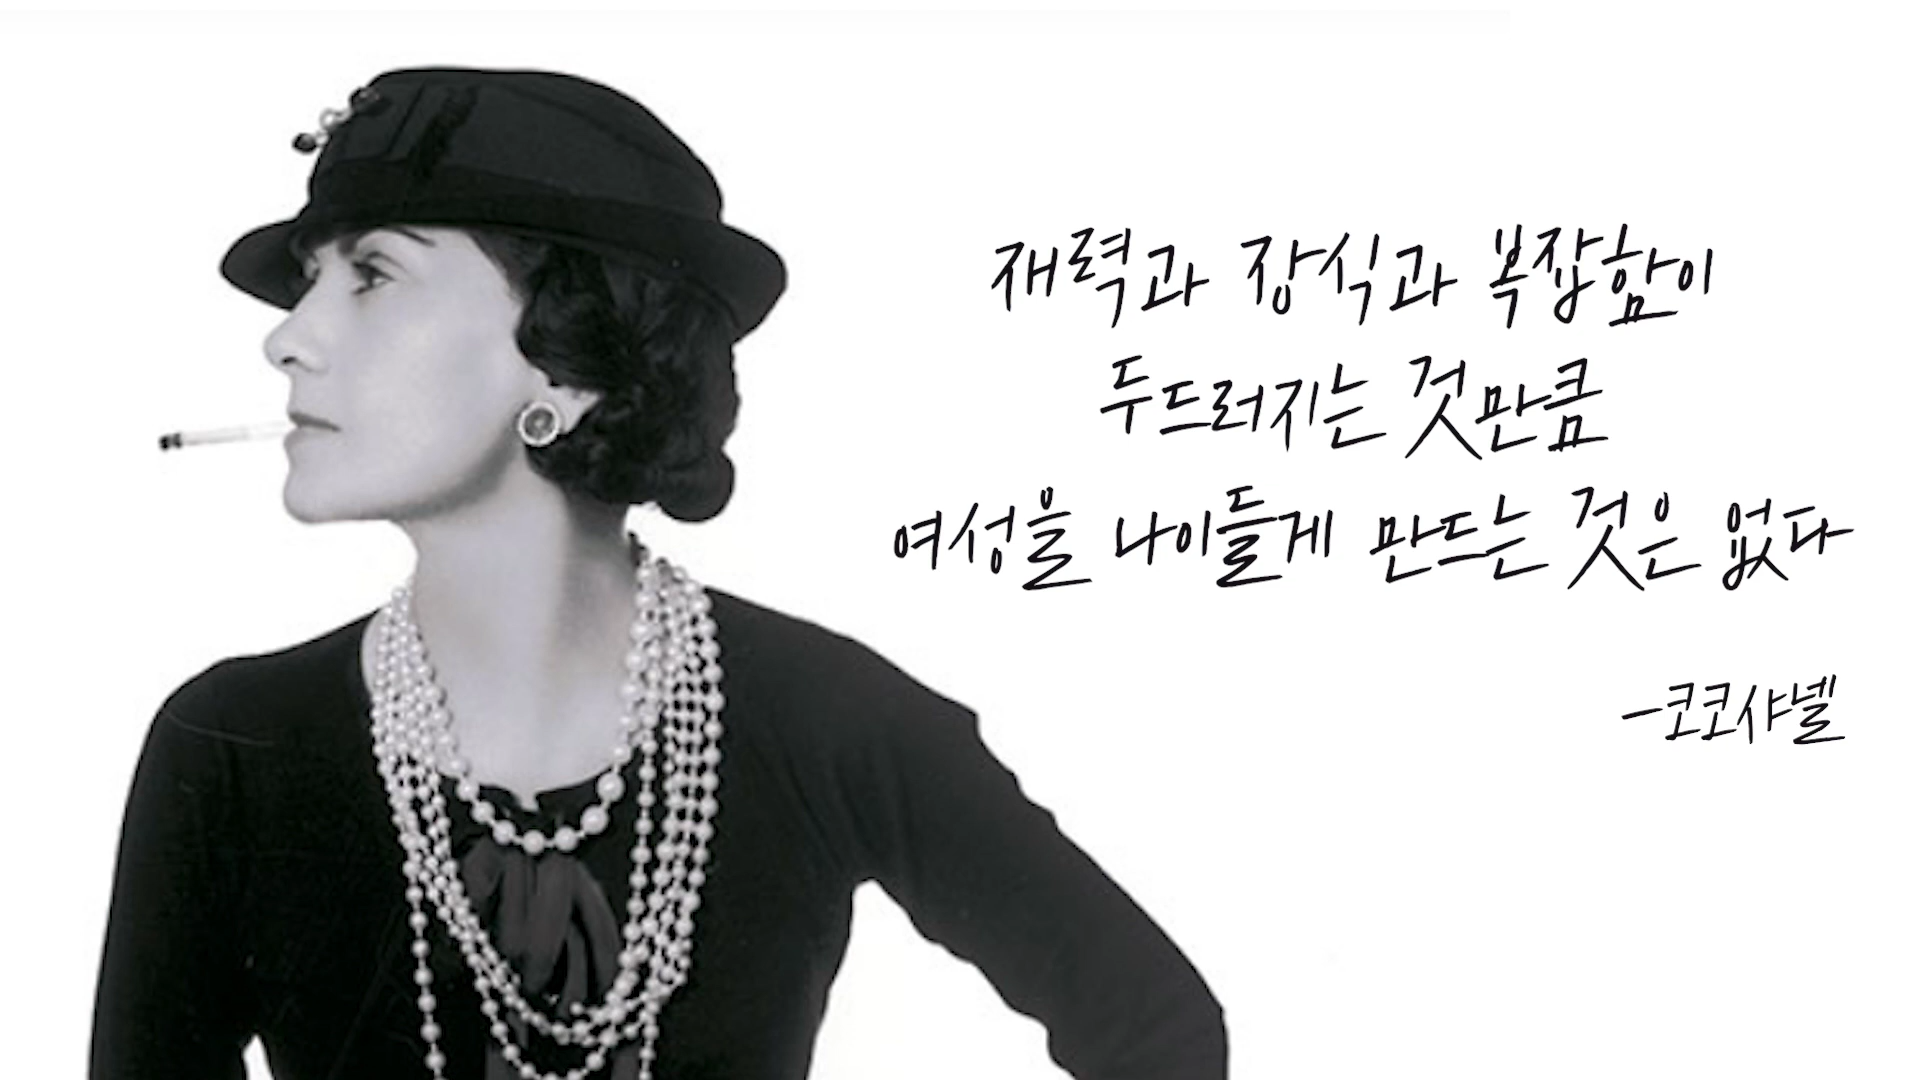 재력과 장식과 복잡함이
두드러지는 것만큼
여성을 나이들게 만드는 것은 없다
-코코샤넬